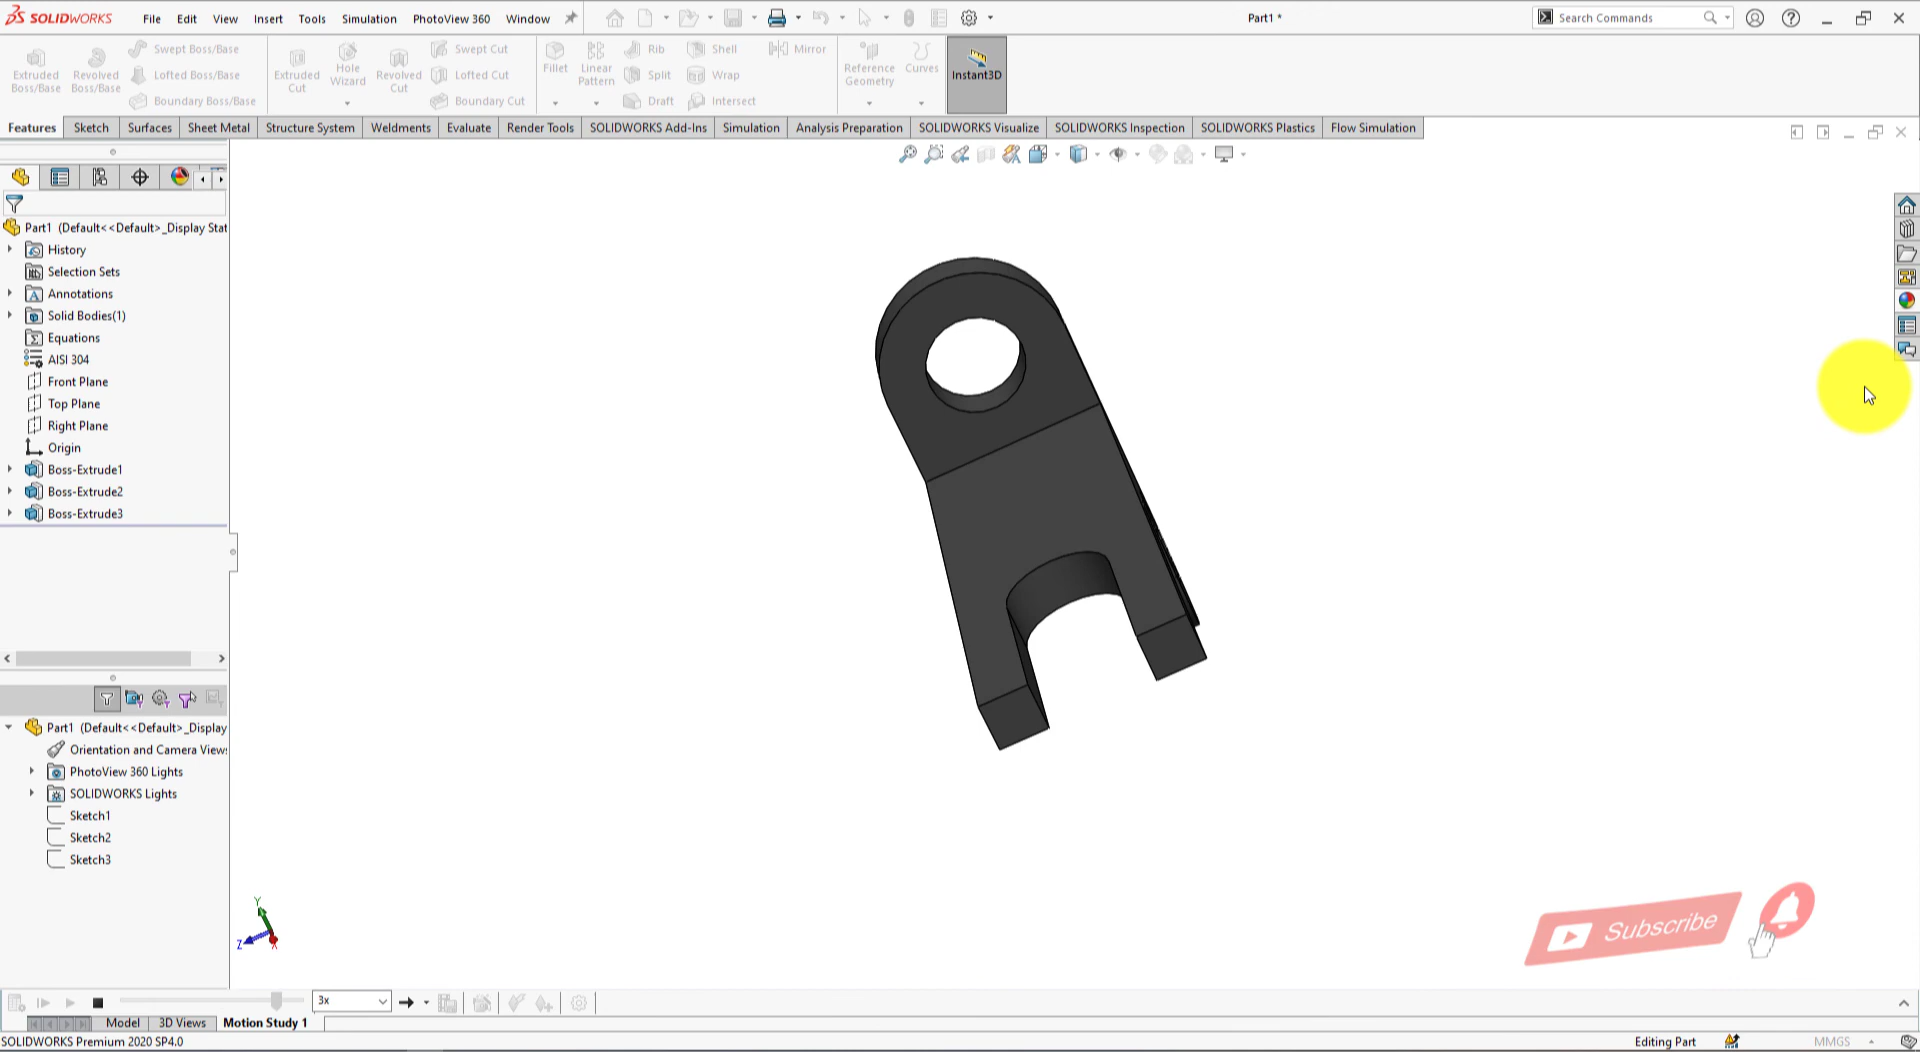 SOLIDWORKS File Edit View Insert Tools Simulation PhotoView 360 Window Part1 * Search Commands
Extruded Boss/Base
Revolved Boss/Base
Swept Boss/Base
Lofted Boss/Base
Boundary Boss/Base
Extruded Cut
Hole Wizard
Revolved Cut
Swept Cut
Lofted Cut
Boundary Cut
Fillet
Linear Pattern
Rib
Split
Draft
Shell
Wrap
Intersect
Mirror
Reference Geometry
Curves
Instant3D
Features Sketch Surfaces Sheet Metal Structure System Weldments Evaluate Render Tools SOLIDWORKS Add-Ins Simulation Analysis Preparation SOLIDWORKS Visualize SOLIDWORKS Inspection SOLIDWORKS Plastics Flow Simulation
Part1 (Default<<Default>_Display Stat
History
Selection Sets
Annotations
Solid Bodies(1)
Equations
AISI 304
Front Plane
Top Plane
Right Plane
Origin
Boss-Extrude1
Boss-Extrude2
Boss-Extrude3
Part1 (Default<<Default>_Display
Orientation and Camera Views
PhotoView 360 Lights
SOLIDWORKS Lights
Sketch1
Sketch2
Sketch3
Y
Z
X
Subscribe
3x
Model 3D Views Motion Study 1
SOLIDWORKS Premium 2020 SP4.0 Editing Part MMGS